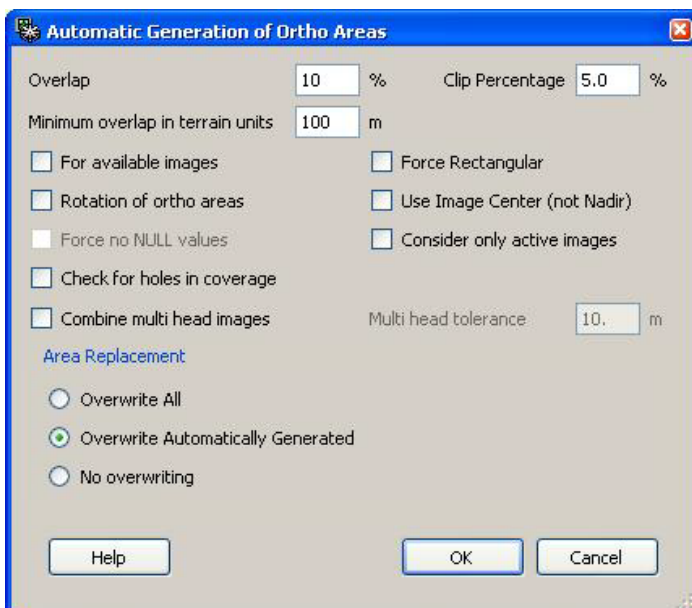 Automatic Generation of Ortho Areas
Overlap 10 % Clip Percentage 5.0 %
Minimum overlap in terrain units 100 m
For available images Force Rectangular
Rotation of ortho areas Use Image Center (not Nadir)
Force no NULL values Consider only active images
Check for holes in coverage
Combine multi head images Multi head tolerance 10. m
Area Replacement
Overwrite All
Overwrite Automatically Generated
No overwriting
Help OK Cancel